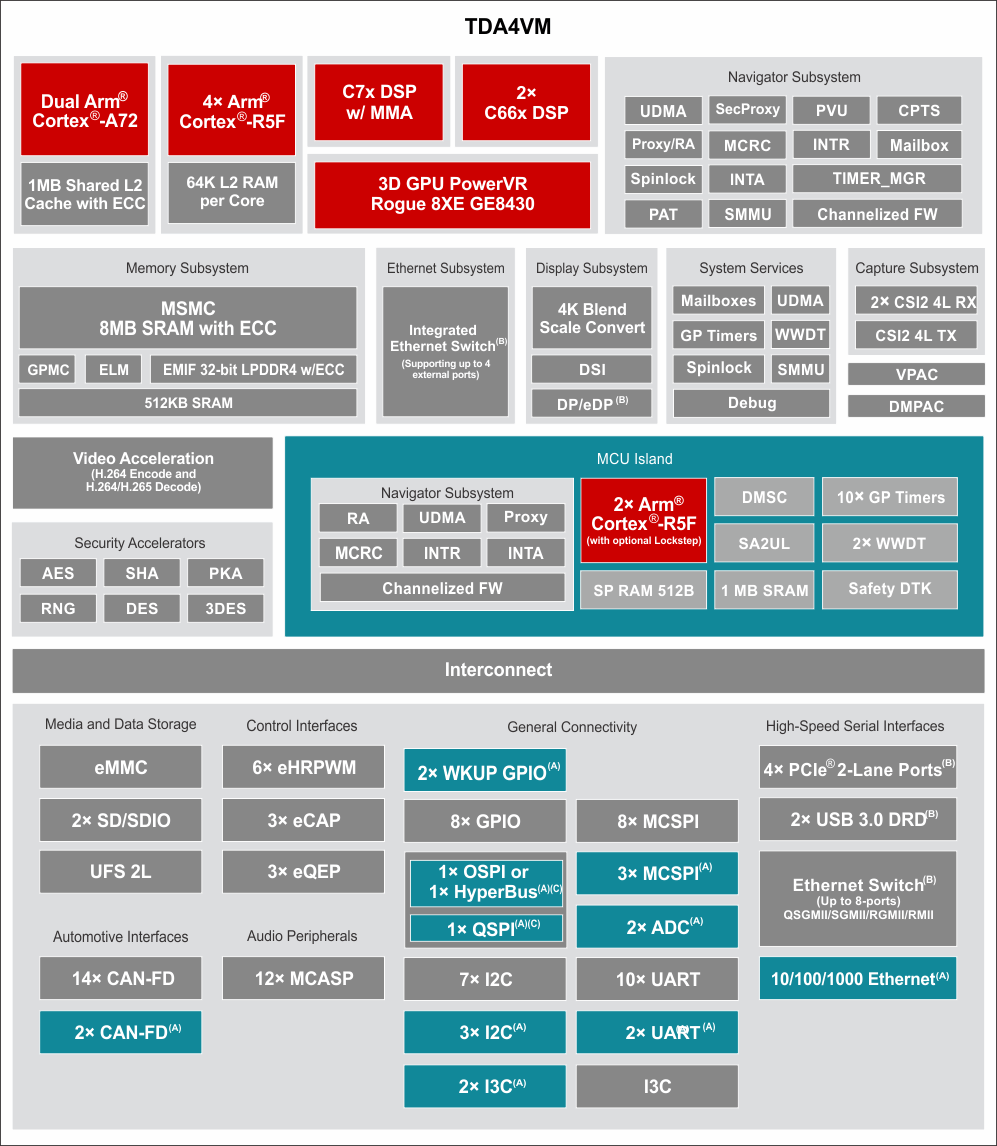 TDA4VM
Dual Arm®
Cortex®-A72
1MB Shared L2
Cache with ECC
4× Arm®
Cortex®-R5F
64K L2 RAM
per Core
C7x DSP
w/ MMA
2×
C66x DSP
3D GPU PowerVR
Rogue 8XE GE8430
Navigator Subsystem
UDMA
SecProxy
PVU
CPTS
Proxy/RA
MCRC
INTR
Mailbox
Spinlock
INTA
TIMER_MGR
PAT
SMMU
Channelized FW
Memory Subsystem
MSMC
8MB SRAM with ECC
GPMC
ELM
EMIF 32-bit LPDDR4 w/ECC
512KB SRAM
Ethernet Subsystem
Integrated
Ethernet Switch(B)
(Supporting up to 4
external ports)
Display Subsystem
4K Blend
Scale Convert
DSI
DP/eDP (B)
System Services
Mailboxes
UDMA
GP Timers
WWDT
Spinlock
SMMU
Debug
Capture Subsystem
2× CSI2 4L RX
CSI2 4L TX
VPAC
DMPAC
Video Acceleration
(H.264 Encode and
H.264/H.265 Decode)
Security Accelerators
AES
SHA
PKA
RNG
DES
3DES
MCU Island
Navigator Subsystem
RA
UDMA
Proxy
MCRC
INTR
INTA
Channelized FW
2× Arm®
Cortex®-R5F
(with optional Lockstep)
DMSC
10× GP Timers
SA2UL
2× WWDT
SP RAM 512B
1 MB SRAM
Safety DTK
Interconnect
Media and Data Storage
eMMC
2× SD/SDIO
UFS 2L
Automotive Interfaces
14× CAN-FD
2× CAN-FD(A)
Control Interfaces
6× eHRPWM
3× eCAP
3× eQEP
Audio Peripherals
12× MCASP
General Connectivity
2× WKUP GPIO(A)
8× GPIO
8× MCSPI
1× OSPI or
1× HyperBus(A)(C)
1× QSPI(A)(C)
3× MCSPI(A)
2× ADC(A)
7× I2C
10× UART
3× I2C(A)
2× UART (A)
2× I3C(A)
I3C
High-Speed Serial Interfaces
4× PCIe® 2-Lane Ports(B)
2× USB 3.0 DRD(B)
Ethernet Switch(B)
(Up to 8-ports)
QSGMII/SGMII/RGMII/RMII
10/100/1000 Ethernet(A)